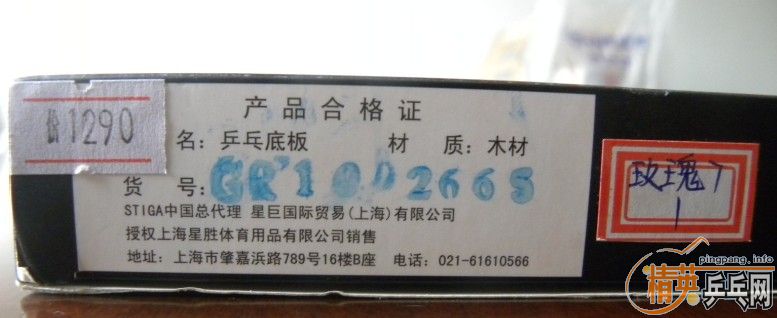 产品合格证
1290
名：乒乓底板 材 质：木材
货 号：GR1002665
STIGA中国总代理 星巨国际贸易(上海)有限公司
授权上海星胜体育用品有限公司销售
地址：上海市肇嘉浜路789号16楼B座 电话：021-61610566
玫瑰7
1
pingpang.info
精英乒乓网